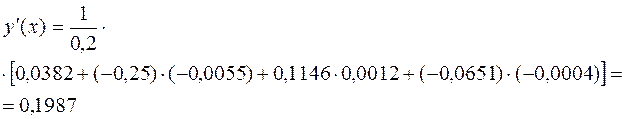 y'(x) = 1/0,2 ·
· [0,0382 + (−0,25) · (−0,0055) + 0,1146 · 0,0012 + (−0,0651) · (−0,0004)] =
= 0,1987